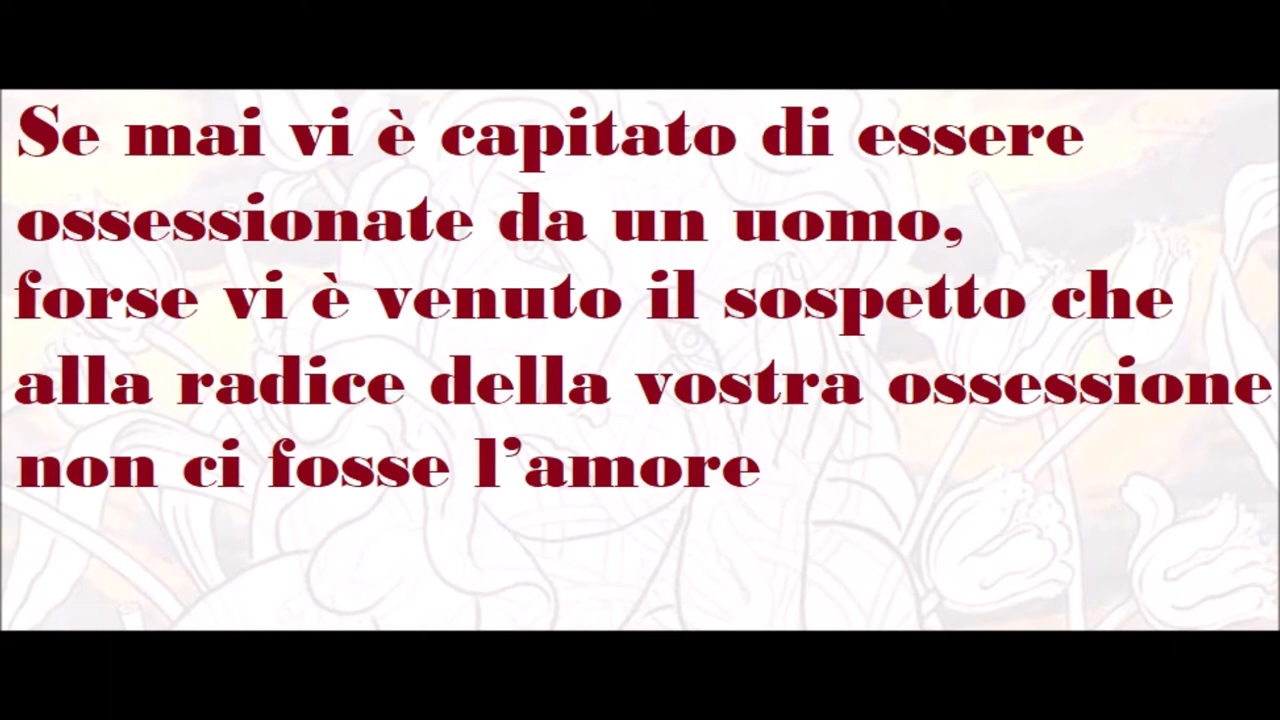 Se mai vi è capitato di essere
ossessionate da un uomo,
forse vi è venuto il sospetto che
alla radice della vostra ossessione
non ci fosse l’amore